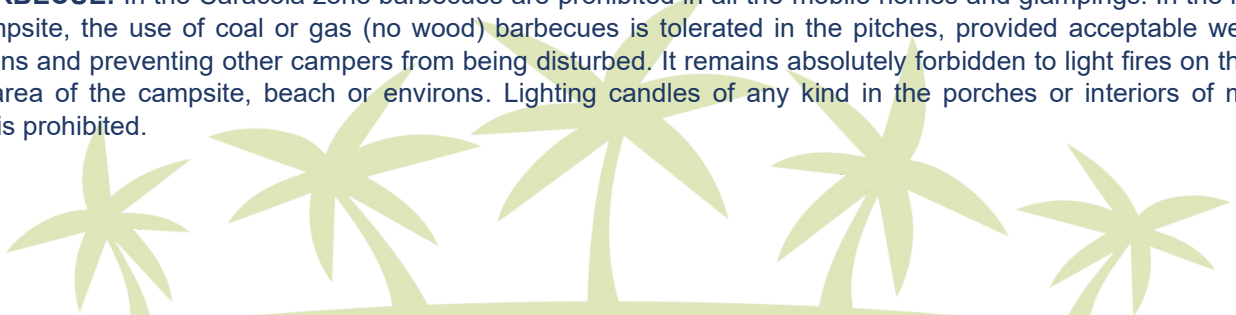 RBECUE: In the Caracola zone barbecues are prohibited in all the mobile homes and glampings. In the
mpsite, the use of coal or gas (no wood) barbecues is tolerated in the pitches, provided acceptable we
ns and preventing other campers from being disturbed. It remains absolutely forbidden to light fires on th
area of the campsite, beach or environs. Lighting candles of any kind in the porches or interiors of
is prohibited.